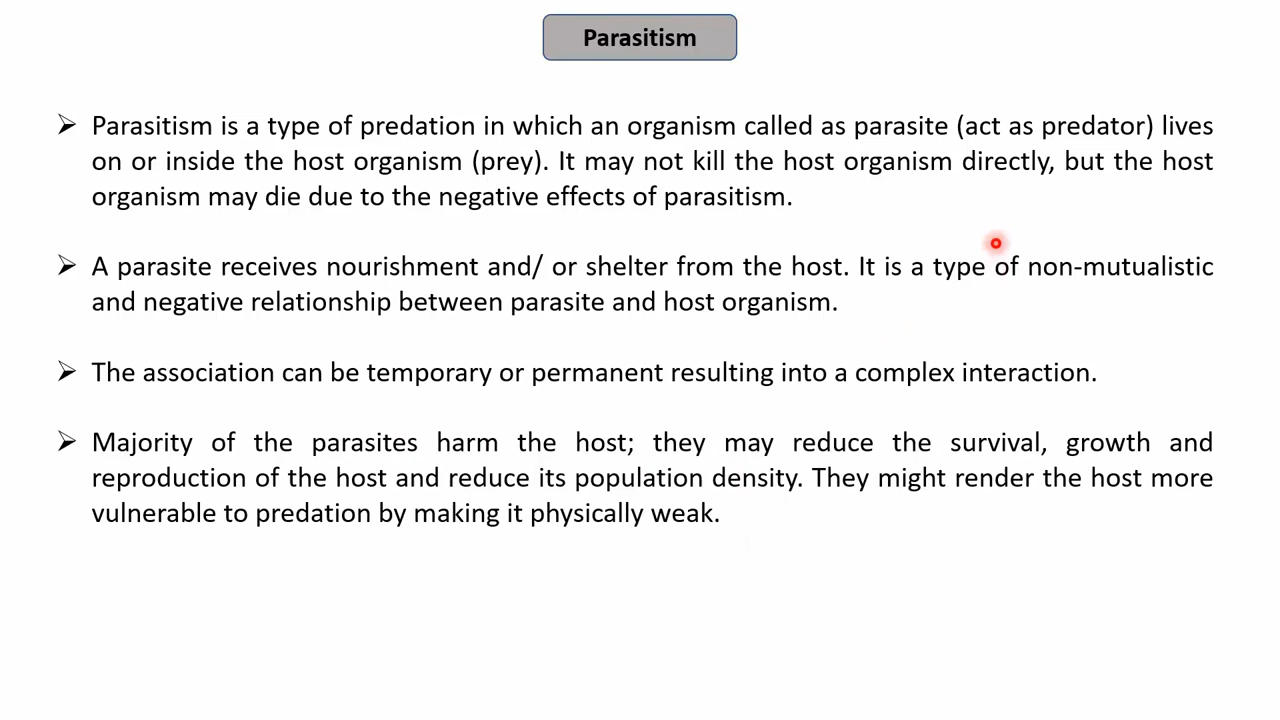 Parasitism
➢ Parasitism is a type of predation in which an organism called as parasite (act as predator) lives
on or inside the host organism (prey). It may not kill the host organism directly, but the host
organism may die due to the negative effects of parasitism.
➢ A parasite receives nourishment and/ or shelter from the host. It is a type of non-mutualistic
and negative relationship between parasite and host organism.
➢ The association can be temporary or permanent resulting into a complex interaction.
➢ Majority of the parasites harm the host; they may reduce the survival, growth and
reproduction of the host and reduce its population density. They might render the host more
vulnerable to predation by making it physically weak.